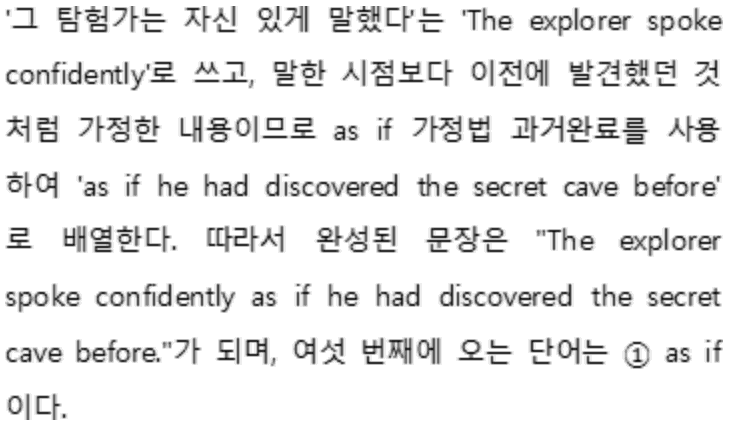 '그 탐험가는 자신 있게 말했다'는 'The explorer spoke
confidently'로 쓰고, 말한 시점보다 이전에 발견했던 것
처럼 가정한 내용이므로 as if 가정법 과거완료를 사용
하여 'as if he had discovered the secret cave before'
로 배열한다. 따라서 완성된 문장은 "The explorer
spoke confidently as if he had discovered the secret
cave before."가 되며, 여섯 번째에 오는 단어는 ① as if
이다.